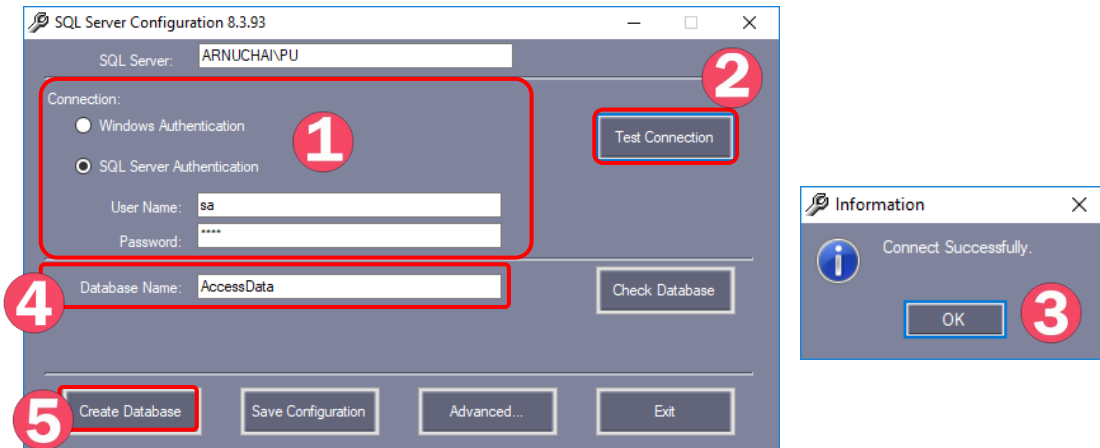 SQL Server Configuration 8.3.93
SQL Server: ARNUCHAI\PU
2
Connection:
Windows Authentication
1
Test Connection
SQL Server Authentication
User Name: sa
Password: ****
Information
Connect Successfully.
OK
3
4
Database Name: AccessData
Check Database
5
Create Database
Save Configuration
Advanced...
Exit